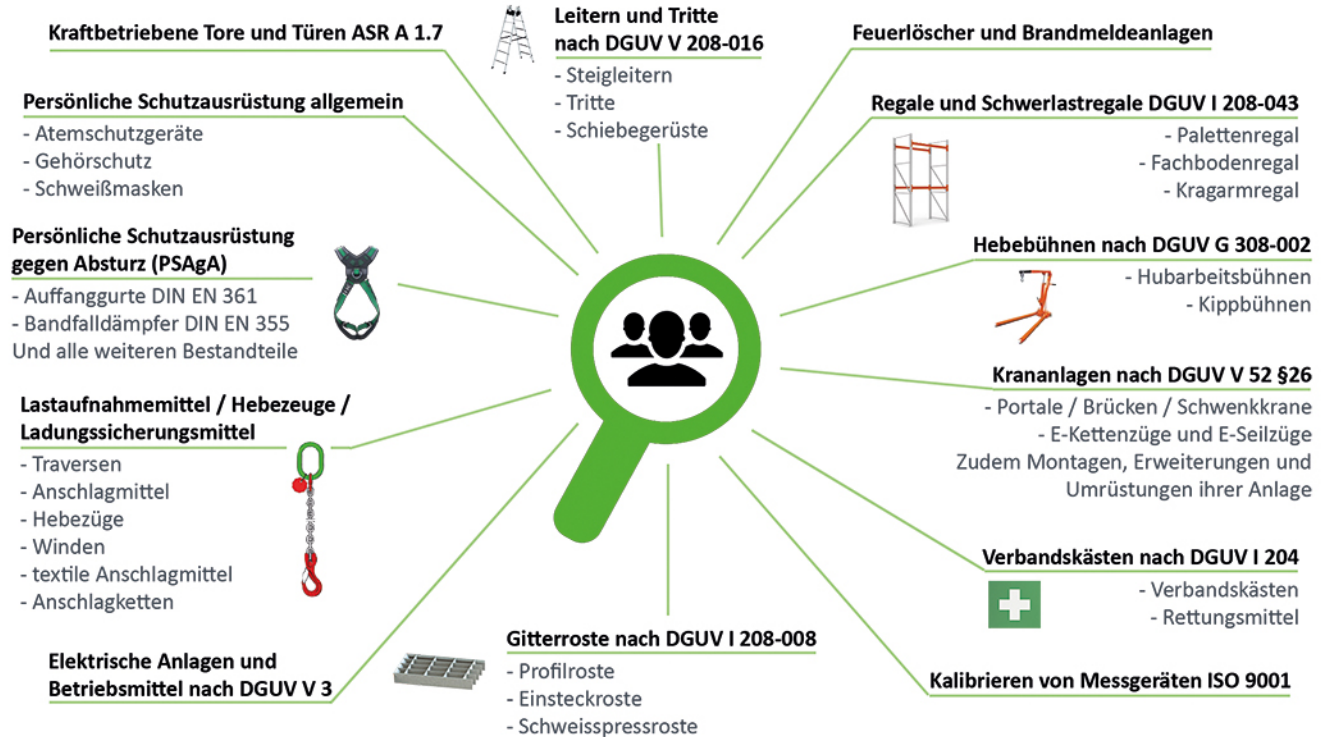 Kraftbetriebene Tore und Türen ASR A 1.7
Persönliche Schutzausrüstung allgemein
- Atemschutzgeräte
- Gehörschutz
- Schweißmasken
Persönliche Schutzausrüstung
gegen Absturz (PSAgA)
- Auffanggurte DIN EN 361
- Bandfalldämpfer DIN EN 355
Und alle weiteren Bestandteile
Lastaufnahmemittel / Hebezeuge /
Ladungssicherungsmittel
- Traversen
- Anschlagmittel
- Hebezüge
- Winden
- textile Anschlagmittel
- Anschlagketten
Elektrische Anlagen und
Betriebsmittel nach DGUV V 3
Leitern und Tritte
nach DGUV V 208-016
- Steigleitern
- Tritte
- Schiebegerüste
Gitterroste nach DGUV I 208-008
- Profilroste
- Einsteckroste
- Schweisspressroste
Feuerlöscher und Brandmeldeanlagen
Regale und Schwerlastregale DGUV I 208-043
- Palettenregal
- Fachbodenregal
- Kragarmregal
Hebebühnen nach DGUV G 308-002
- Hubarbeitsbühnen
- Kippbühnen
Krananlagen nach DGUV V 52 §26
- Portale / Brücken / Schwenkkrane
- E-Kettenzüge und E-Seilzüge
Zudem Montagen, Erweiterungen und
Umrüstungen ihrer Anlage
Verbandskästen nach DGUV I 204
- Verbandskästen
- Rettungsmittel
Kalibrieren von Messgeräten ISO 9001